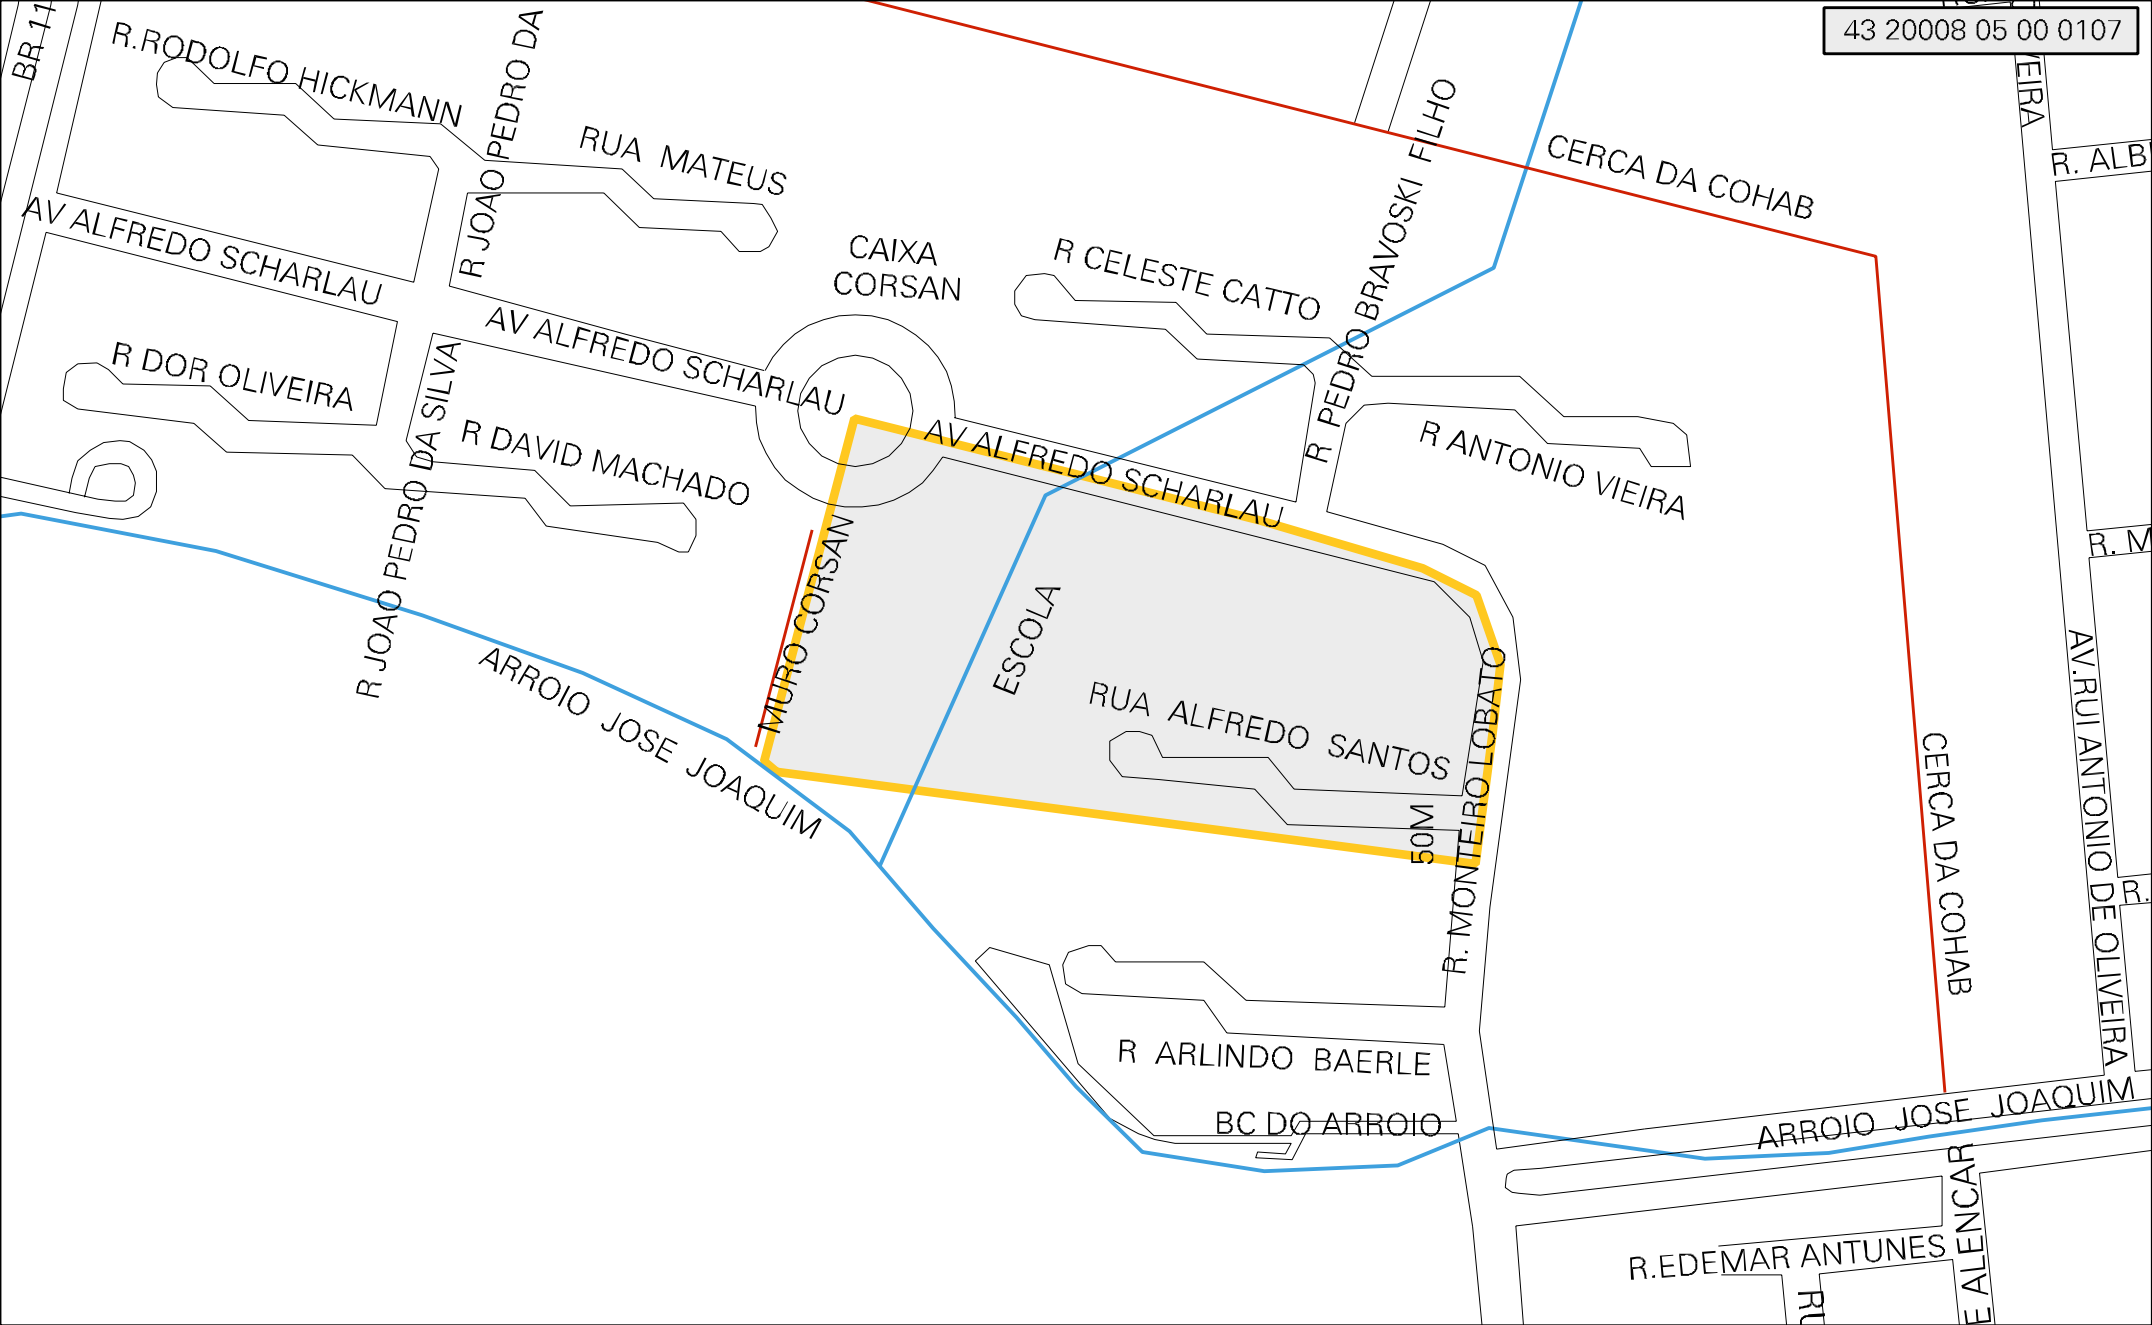 43 20008 05 00 0107
BR 11
R.RODOLFO HICKMANN
R JOAO PEDRO DA
RUA MATEUS
R PEDRO BRAVOSKI FILHO
CERCA DA COHAB
VEIRA
R. ALB
AV ALFREDO SCHARLAU
CAIXA
CORSAN
R CELESTE CATTO
AV ALFREDO SCHARLAU
R DOR OLIVEIRA
R JOAO PEDRO DA SILVA
R DAVID MACHADO
AV ALFREDO SCHARLAU
R ANTONIO VIEIRA
R. M
MURO CORSAN
ESCOLA
ARROIO JOSE JOAQUIM
RUA ALFREDO SANTOS
R. MONTEIRO LOBATO
50M
AV.RUI ANTONIO DE OLIVEIRA
CERCA DA COHAB
R.
R ARLINDO BAERLE
BC DO ARROIO
ARROIO JOSE JOAQUIM
E ALENCAR
R.EDEMAR ANTUNES
RU